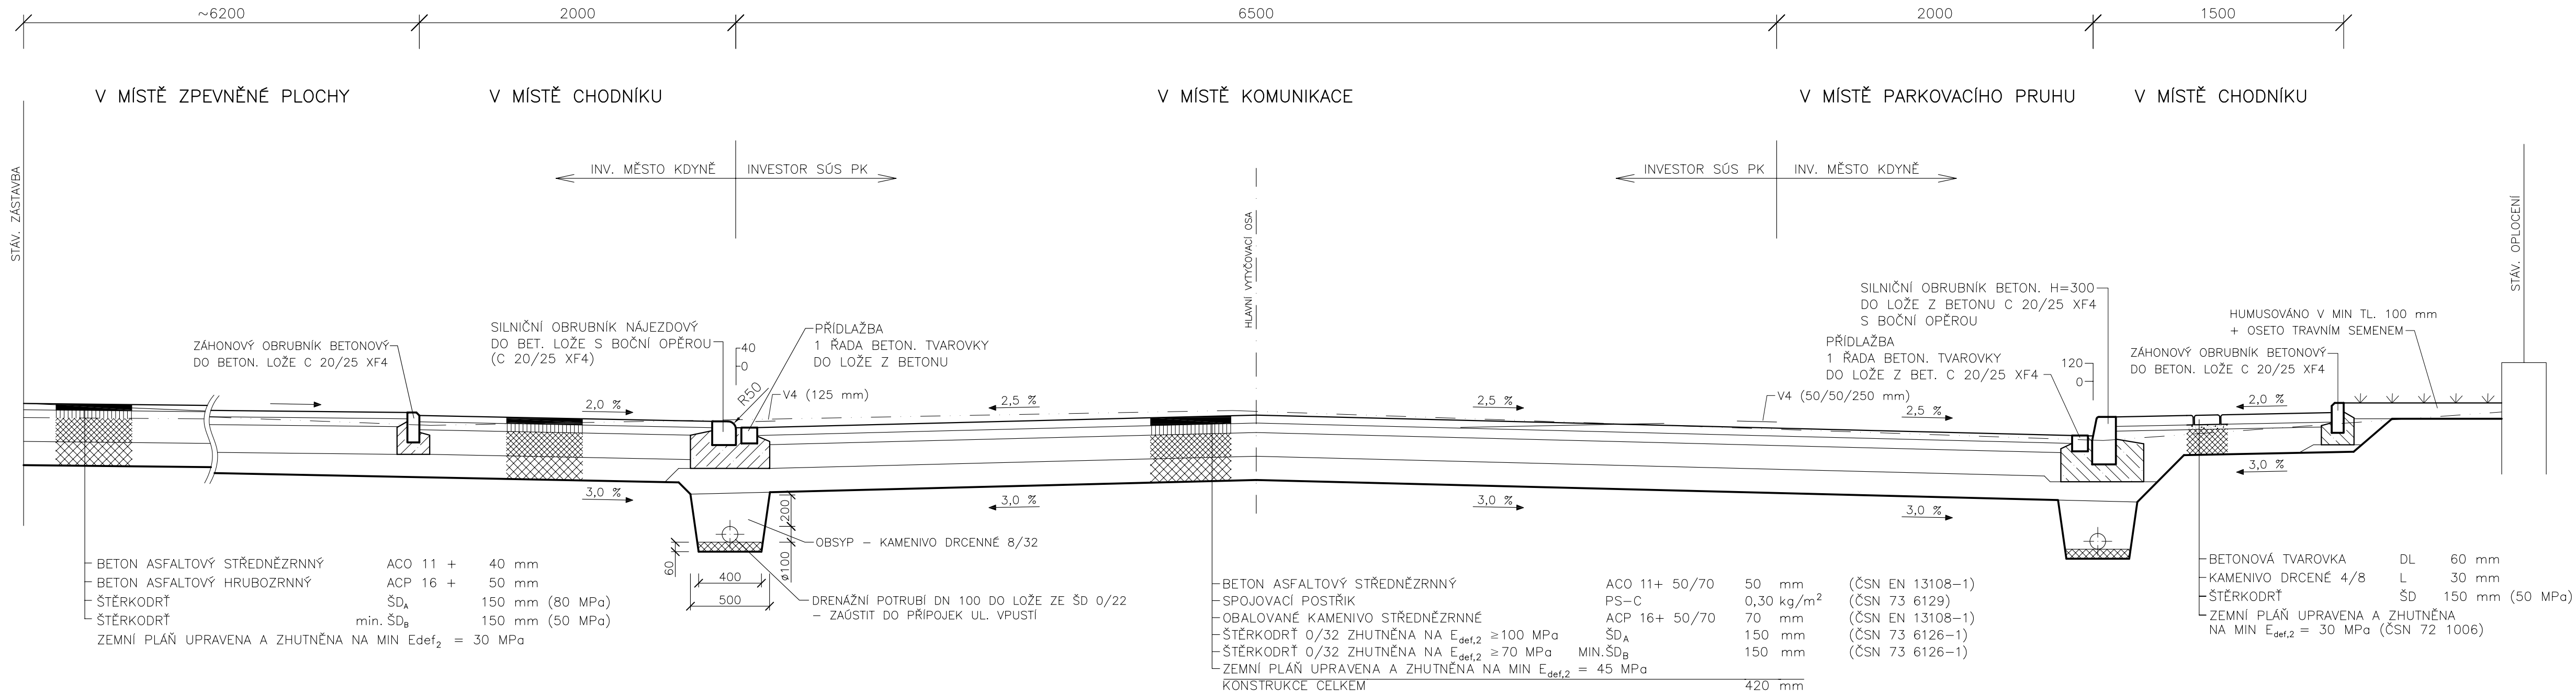 ~6200
2000
6500
2000
1500
V MÍSTĚ ZPEVNĚNÉ PLOCHY
V MÍSTĚ CHODNÍKU
V MÍSTĚ KOMUNIKACE
V MÍSTĚ PARKOVACÍHO PRUHU
V MÍSTĚ CHODNÍKU
STÁV. ZÁSTAVBA
INV. MĚSTO KDYNĚ
INVESTOR SÚS PK
INVESTOR SÚS PK
INV. MĚSTO KDYNĚ
HLAVNÍ VYTYČOVACÍ OSA
STÁV. OPLOCENÍ
ZÁHONOVÝ OBRUBNÍK BETONOVÝ
DO BETON. LOŽE C 20/25 XF4
SILNIČNÍ OBRUBNÍK NÁJEZDOVÝ
DO BET. LOŽE S BOČNÍ OPĚROU
(C 20/25 XF4)
40
0
R50
PŘÍDLAŽBA
1 ŘADA BETON. TVAROVKY
DO LOŽE Z BETONU
V4 (125 mm)
SILNIČNÍ OBRUBNÍK BETON. H=300
DO LOŽE Z BETONU C 20/25 XF4
S BOČNÍ OPĚROU
PŘÍDLAŽBA
1 ŘADA BETON. TVAROVKY
DO LOŽE Z BET. C 20/25 XF4
120
0
V4 (50/50/250 mm)
HUMUSOVÁNO V MIN TL. 100 mm
+ OSETO TRAVNÍM SEMENEM
ZÁHONOVÝ OBRUBNÍK BETONOVÝ
DO BETON. LOŽE C 20/25 XF4
2,0 %
2,5 %
2,5 %
2,5 %
2,0 %
3,0 %
3,0 %
3,0 %
3,0 %
3,0 %
200
ø100
60
400
500
OBSYP – KAMENIVO DRCENNÉ 8/32
DRENÁŽNÍ POTRUBÍ DN 100 DO LOŽE ZE ŠD 0/22
– ZAÚSTIT DO PŘÍPOJEK UL. VPUSTÍ
BETON ASFALTOVÝ STŘEDNĚZRNNÝ ACO 11 + 40 mm
BETON ASFALTOVÝ HRUBOZRNNÝ ACP 16 + 50 mm
ŠTĚRKODRŤ ŠD_A 150 mm (80 MPa)
ŠTĚRKODRŤ min. ŠD_B 150 mm (50 MPa)
ZEMNÍ PLÁŇ UPRAVENA A ZHUTNĚNA NA MIN Edef₂ = 30 MPa
BETON ASFALTOVÝ STŘEDNĚZRNNÝ ACO 11+ 50/70 50 mm (ČSN EN 13108–1)
SPOJOVACÍ POSTŘIK PS–C 0,30 kg/m² (ČSN 73 6129)
OBALOVANÉ KAMENIVO STŘEDNĚZRNNÉ ACP 16+ 50/70 70 mm (ČSN EN 13108–1)
ŠTĚRKODRŤ 0/32 ZHUTNĚNA NA E_def,2 ≥100 MPa ŠD_A 150 mm (ČSN 73 6126–1)
ŠTĚRKODRŤ 0/32 ZHUTNĚNA NA E_def,2 ≥70 MPa MIN.ŠD_B 150 mm (ČSN 73 6126–1)
ZEMNÍ PLÁŇ UPRAVENA A ZHUTNĚNA NA MIN E_def,2 = 45 MPa
KONSTRUKCE CELKEM 420 mm
BETONOVÁ TVAROVKA DL 60 mm
KAMENIVO DRCENÉ 4/8 L 30 mm
ŠTĚRKODRŤ ŠD 150 mm (50 MPa)
ZEMNÍ PLÁŇ UPRAVENA A ZHUTNĚNA
NA MIN E_def,2 = 30 MPa (ČSN 72 1006)